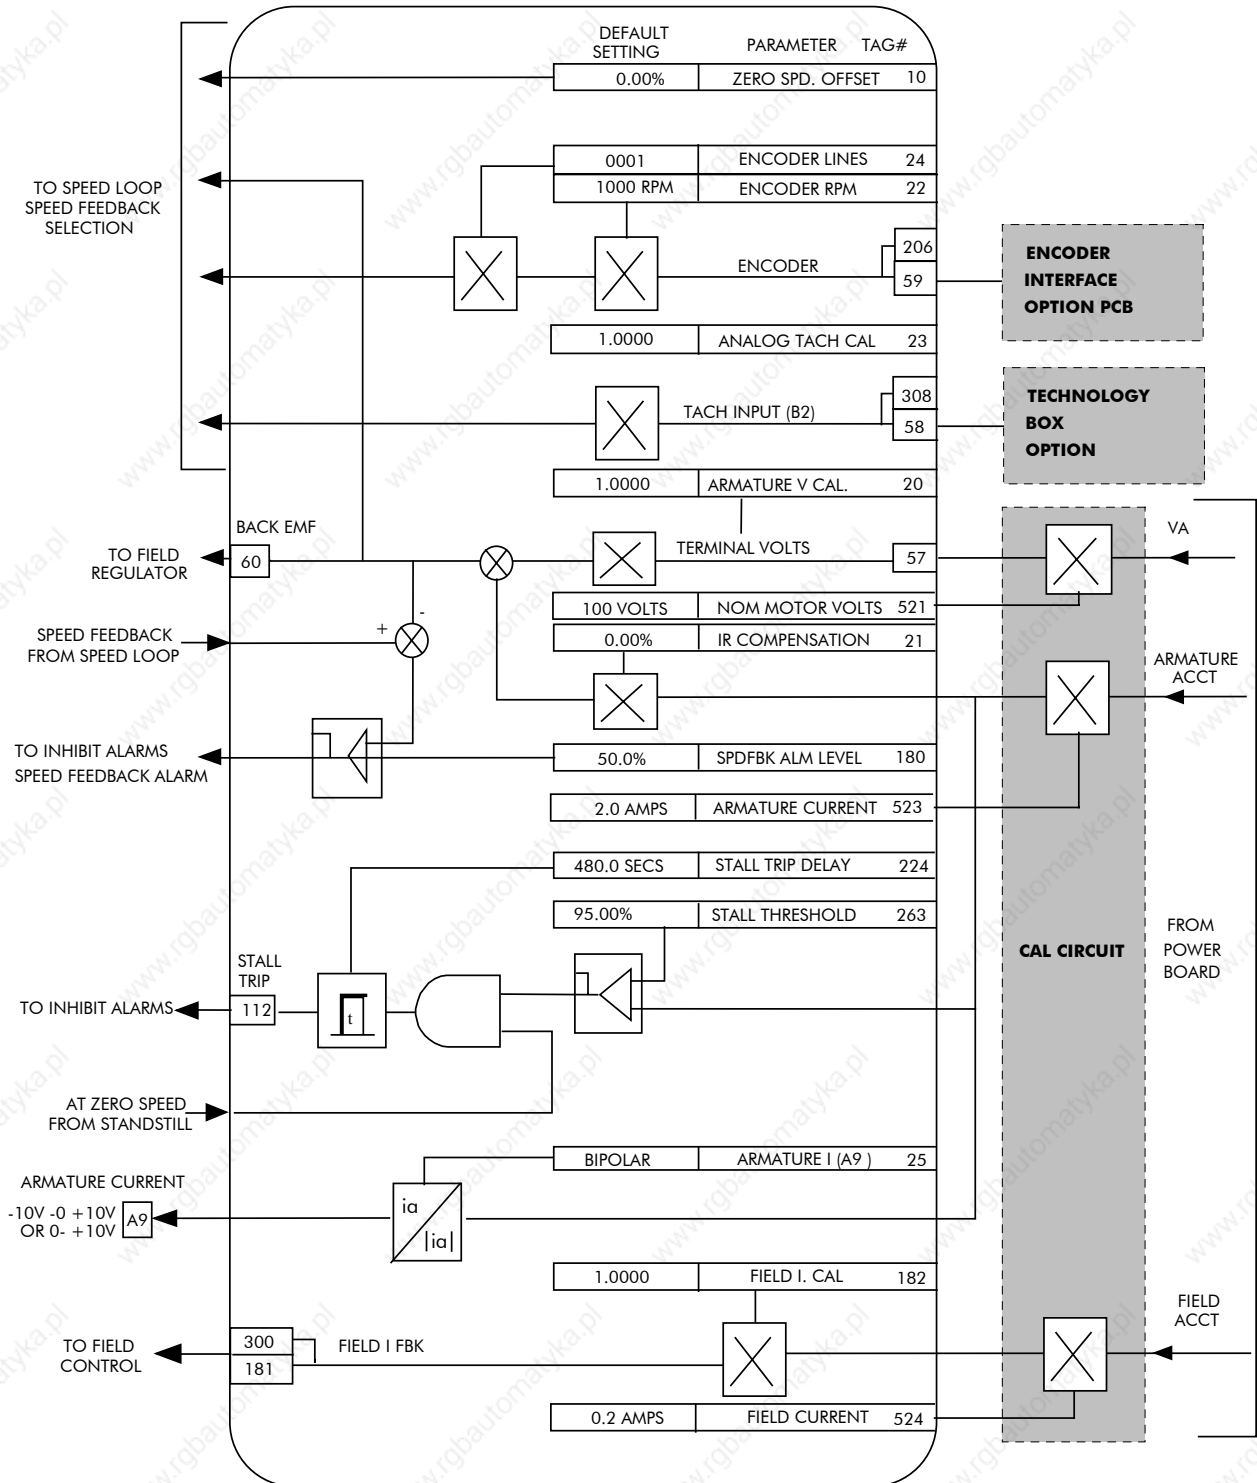 DEFAULT
SETTING
PARAMETER TAG#
0.00% ZERO SPD. OFFSET 10
0001 ENCODER LINES 24
1000 RPM ENCODER RPM 22
TO SPEED LOOP
SPEED FEEDBACK
SELECTION
206
ENCODER
59
ENCODER
INTERFACE
OPTION PCB
1.0000 ANALOG TACH CAL 23
308
TACH INPUT (B2)
58
TECHNOLOGY
BOX
OPTION
1.0000 ARMATURE V CAL. 20
BACK EMF
TO FIELD
REGULATOR
60
TERMINAL VOLTS
57
VA
100 VOLTS NOM MOTOR VOLTS 521
-
+
SPEED FEEDBACK
FROM SPEED LOOP
0.00% IR COMPENSATION 21
ARMATURE
ACCT
TO INHIBIT ALARMS
SPEED FEEDBACK ALARM
50.0% SPDFBK ALM LEVEL 180
2.0 AMPS ARMATURE CURRENT 523
480.0 SECS STALL TRIP DELAY 224
95.00% STALL THRESHOLD 263
CAL CIRCUIT
FROM
POWER
BOARD
STALL
TRIP
TO INHIBIT ALARMS
112
t
AT ZERO SPEED
FROM STANDSTILL
BIPOLAR ARMATURE I (A9 ) 25
ARMATURE CURRENT
-10V -0 +10V
OR 0- +10V
A9
ia
|ia|
1.0000 FIELD I. CAL 182
FIELD
ACCT
TO FIELD
CONTROL
300
181
FIELD I FBK
0.2 AMPS FIELD CURRENT 524
www.rgbautomatyka.pl